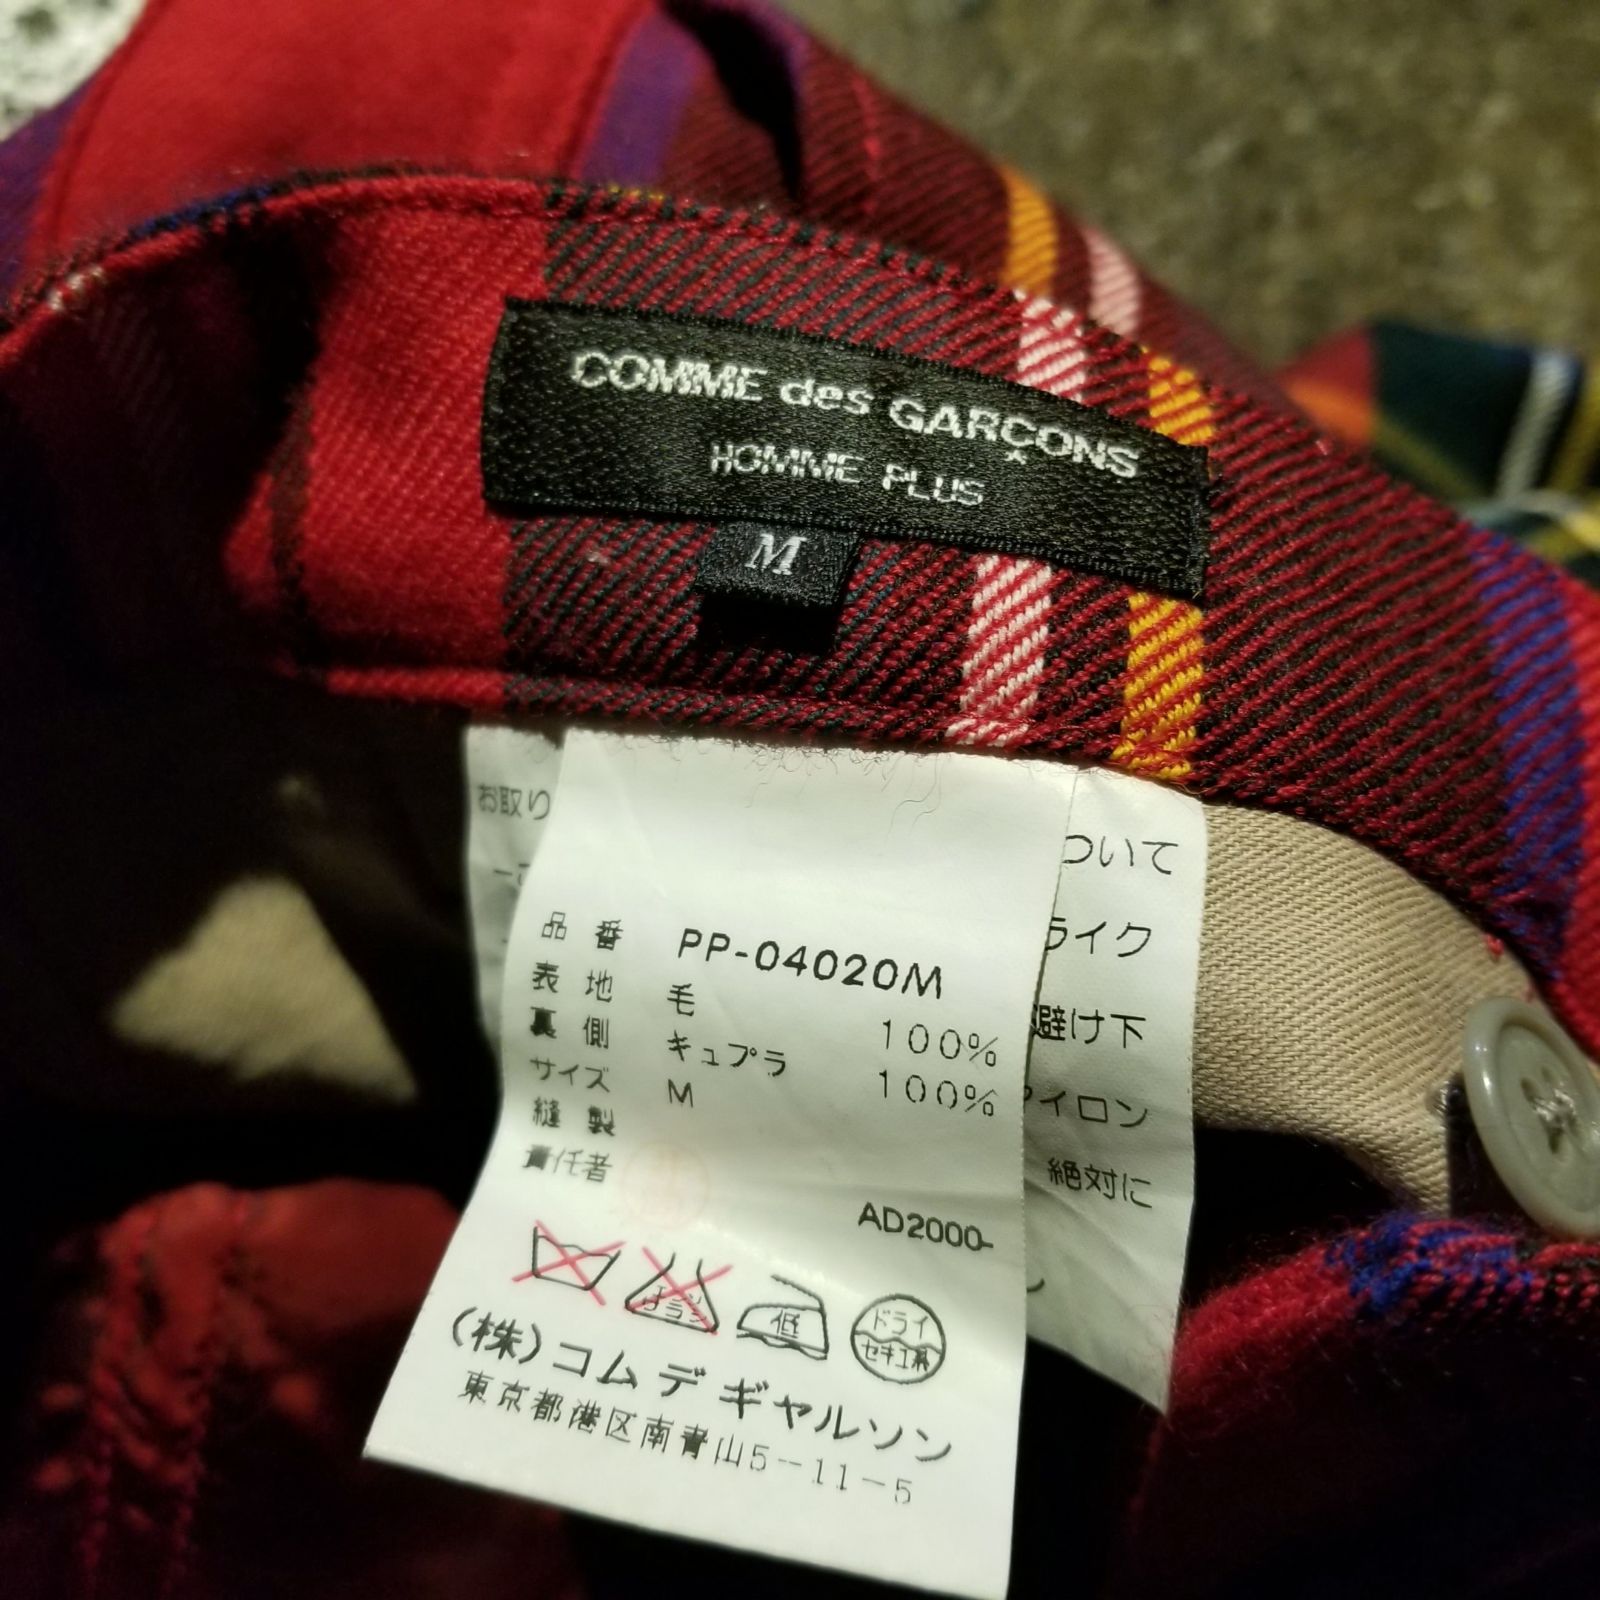 COMME des GARÇONS
HOMME PLUS
M
お取り
ついて
ライク
避け下
アイロン
絶対に
品番 PP-04020M
表地 毛 100%
裏側 キュプラ 100%
サイズ M
縫製
責任者
AD2000-
低
ドライ
セキユ系
(株)コムデギャルソン
東京都港区南青山5-11-5